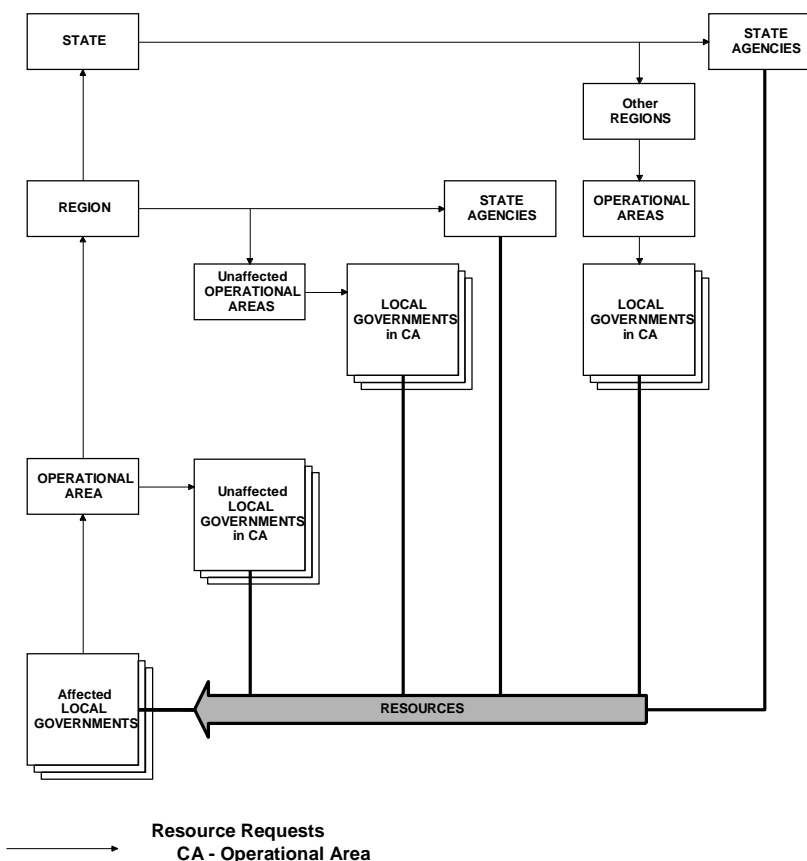 STATE
STATE
AGENCIES
Other
REGIONS
REGION
STATE
AGENCIES
OPERATIONAL
AREAS
Unaffected
OPERATIONAL
AREAS
LOCAL
GOVERNMENTS
in CA
LOCAL
GOVERNMENTS
in CA
OPERATIONAL
AREA
Unaffected
LOCAL
GOVERNMENTS
in CA
Affected
LOCAL
GOVERNMENTS
RESOURCES
Resource Requests
CA - Operational Area